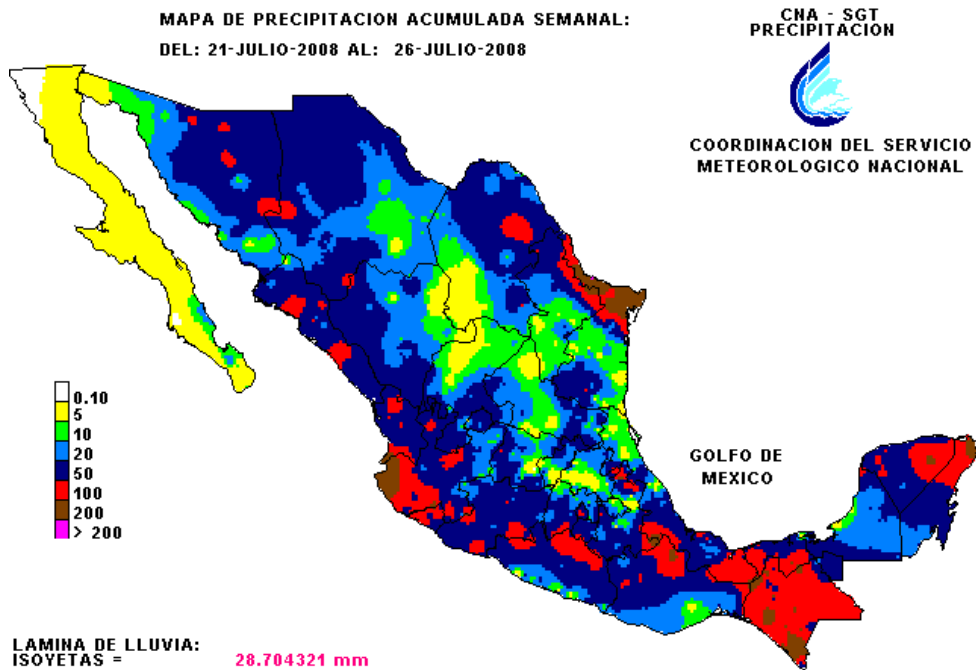 MAPA DE PRECIPITACION ACUMULADA SEMANAL:
DEL: 21-JULIO-2008 AL: 26-JULIO-2008
CNA - SGT
PRECIPITACION
COORDINACION DEL SERVICIO
METEOROLOGICO NACIONAL
0.10
5
10
20
50
100
200
> 200
GOLFO DE
MEXICO
LAMINA DE LLUVIA:
ISOYETAS = 28.704321 mm